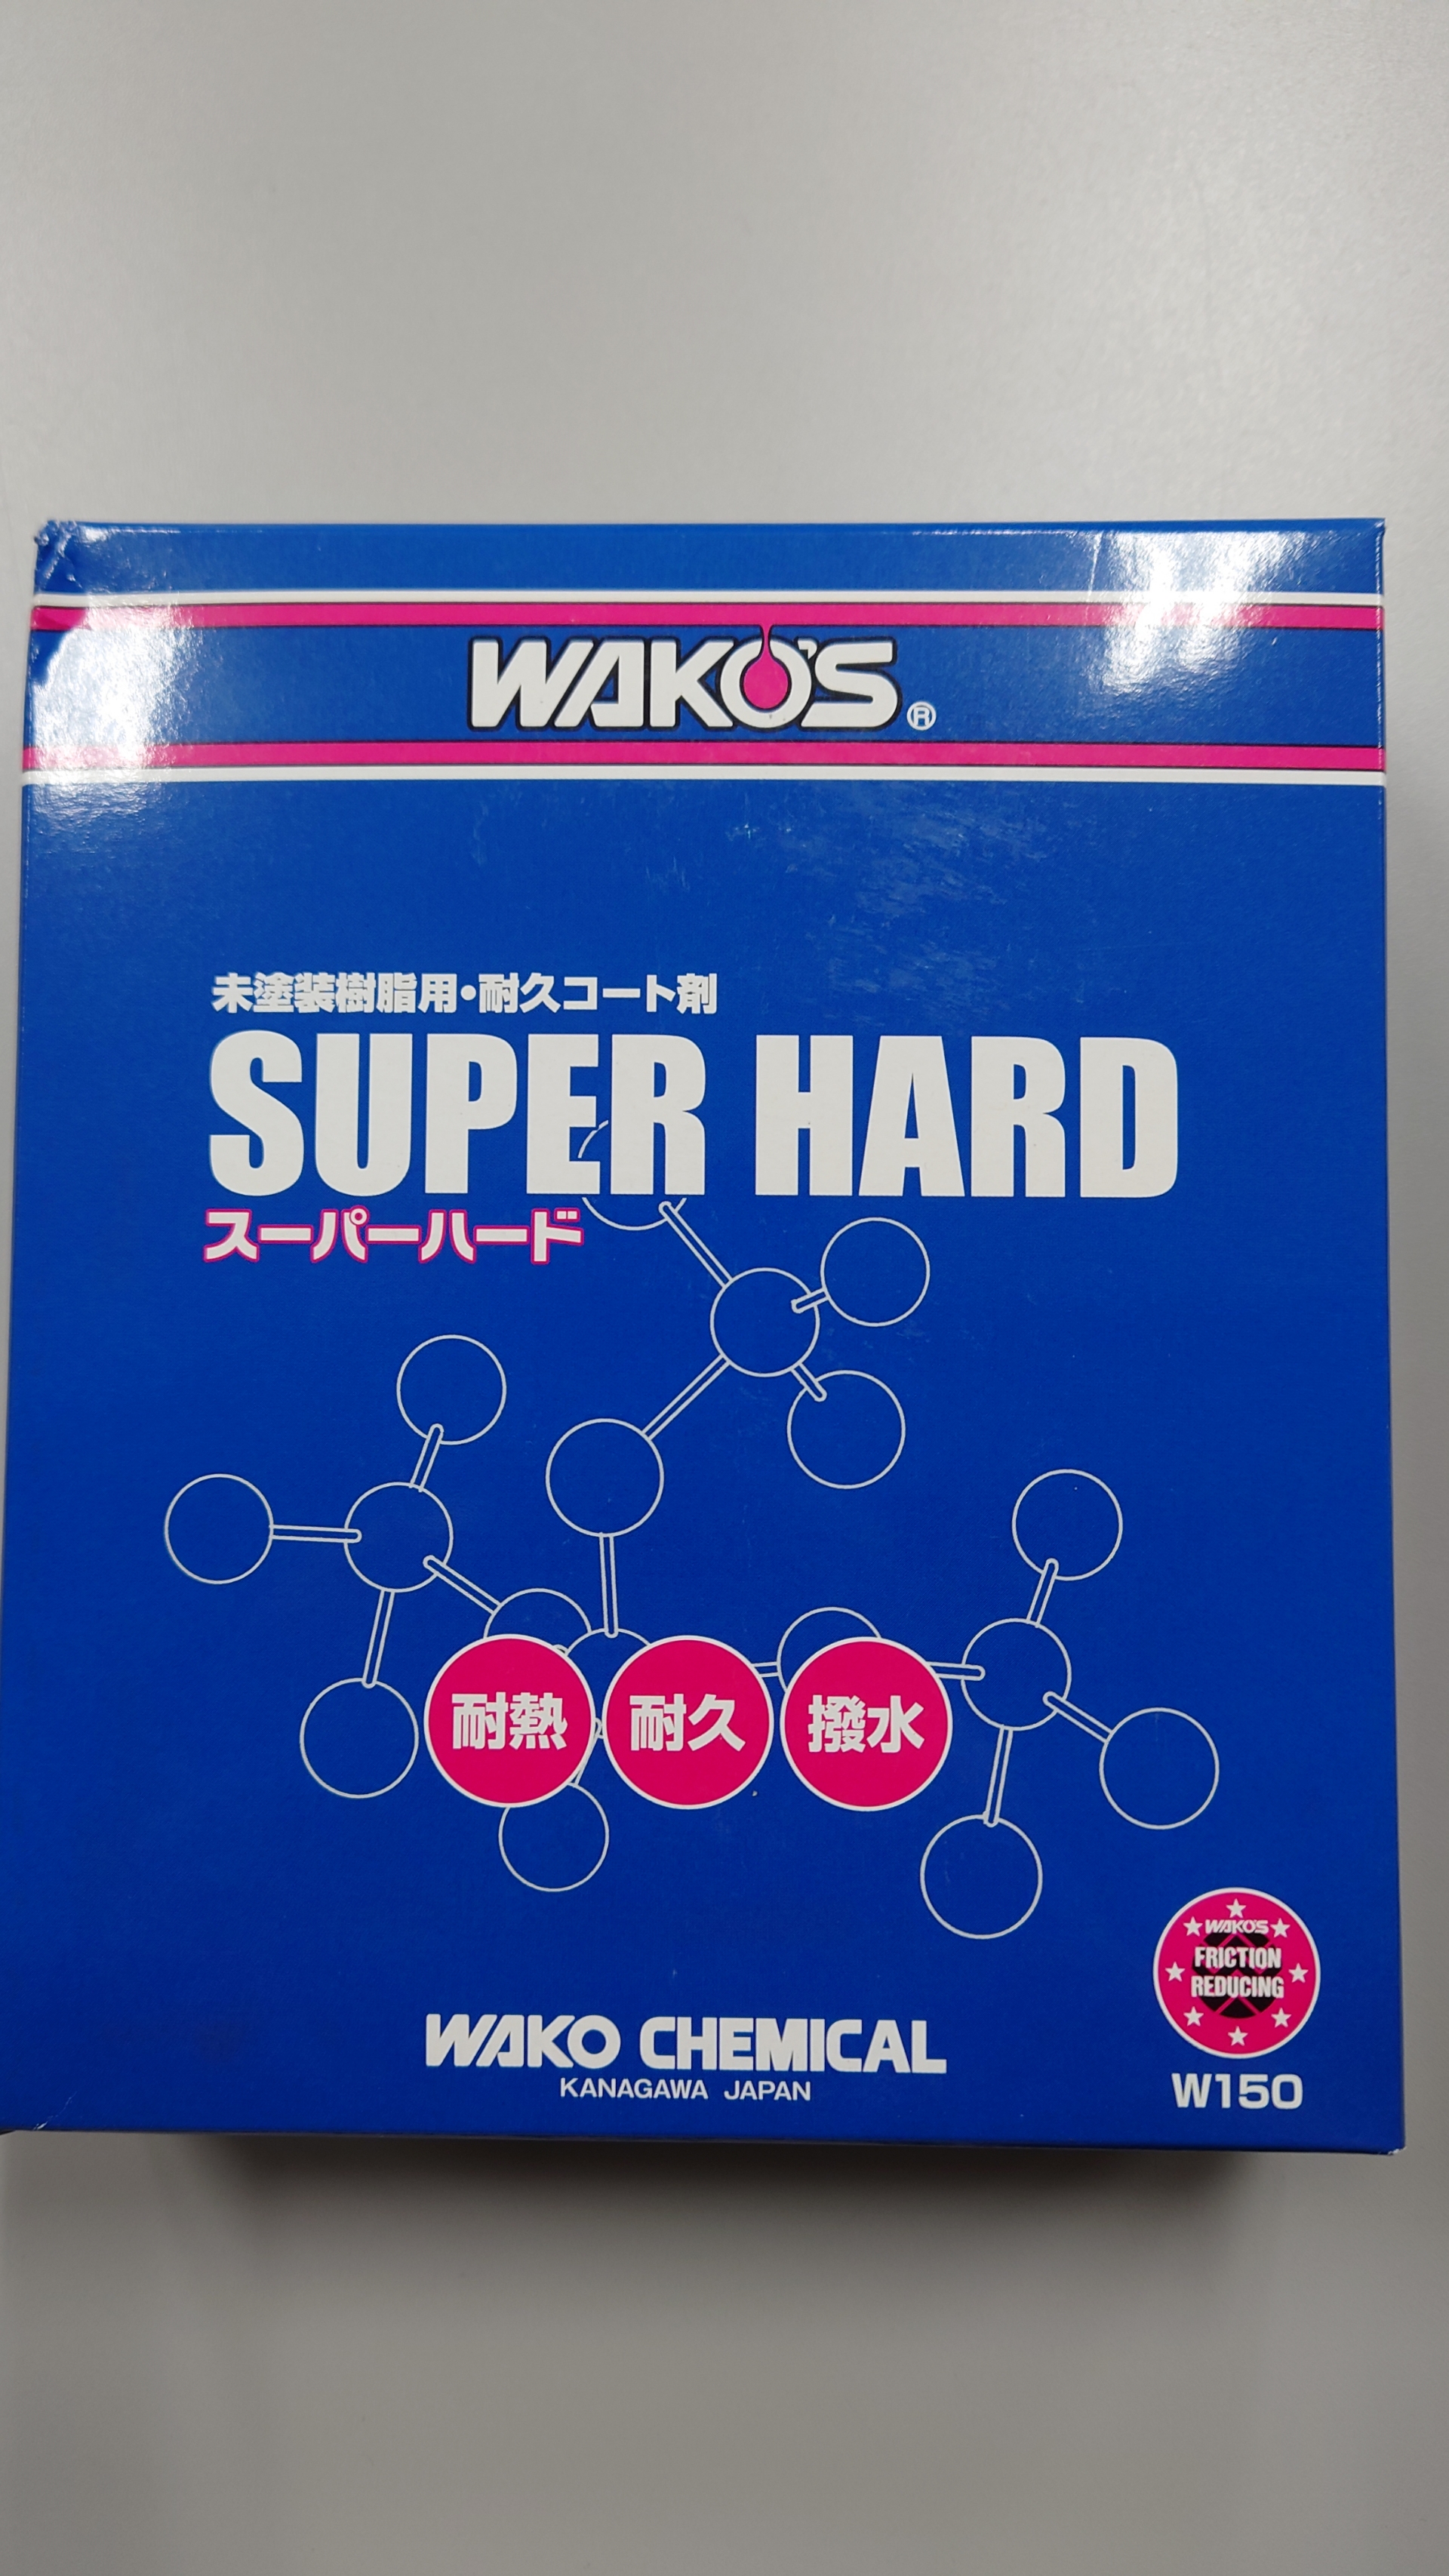 WAKO'S®
未塗装樹脂用・耐久コート剤
SUPER HARD
スーパーハード
耐熱 耐久 撥水
WAKO'S
FRICTION
REDUCING
WAKO CHEMICAL
KANAGAWA JAPAN
W150